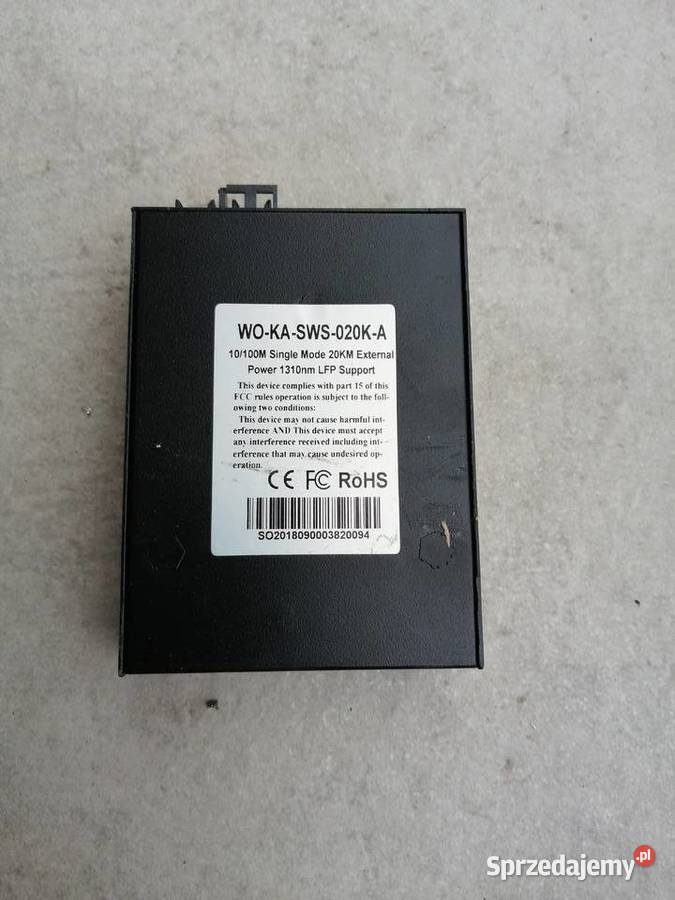 WO-KA-SWS-020K-A
10/100M Single Mode 20KM External
Power 1310nm LFP Support
This device complies with part 15 of this
FCC rules operation is subject to the fol-
owing two conditions:
This device may not cause harmful int-
erference AND This device must accept
any interference received including int-
erference that may cause undesired op-
eration.
CE FC RoHS
SO2018090003820094
Sprzedajemy.pl